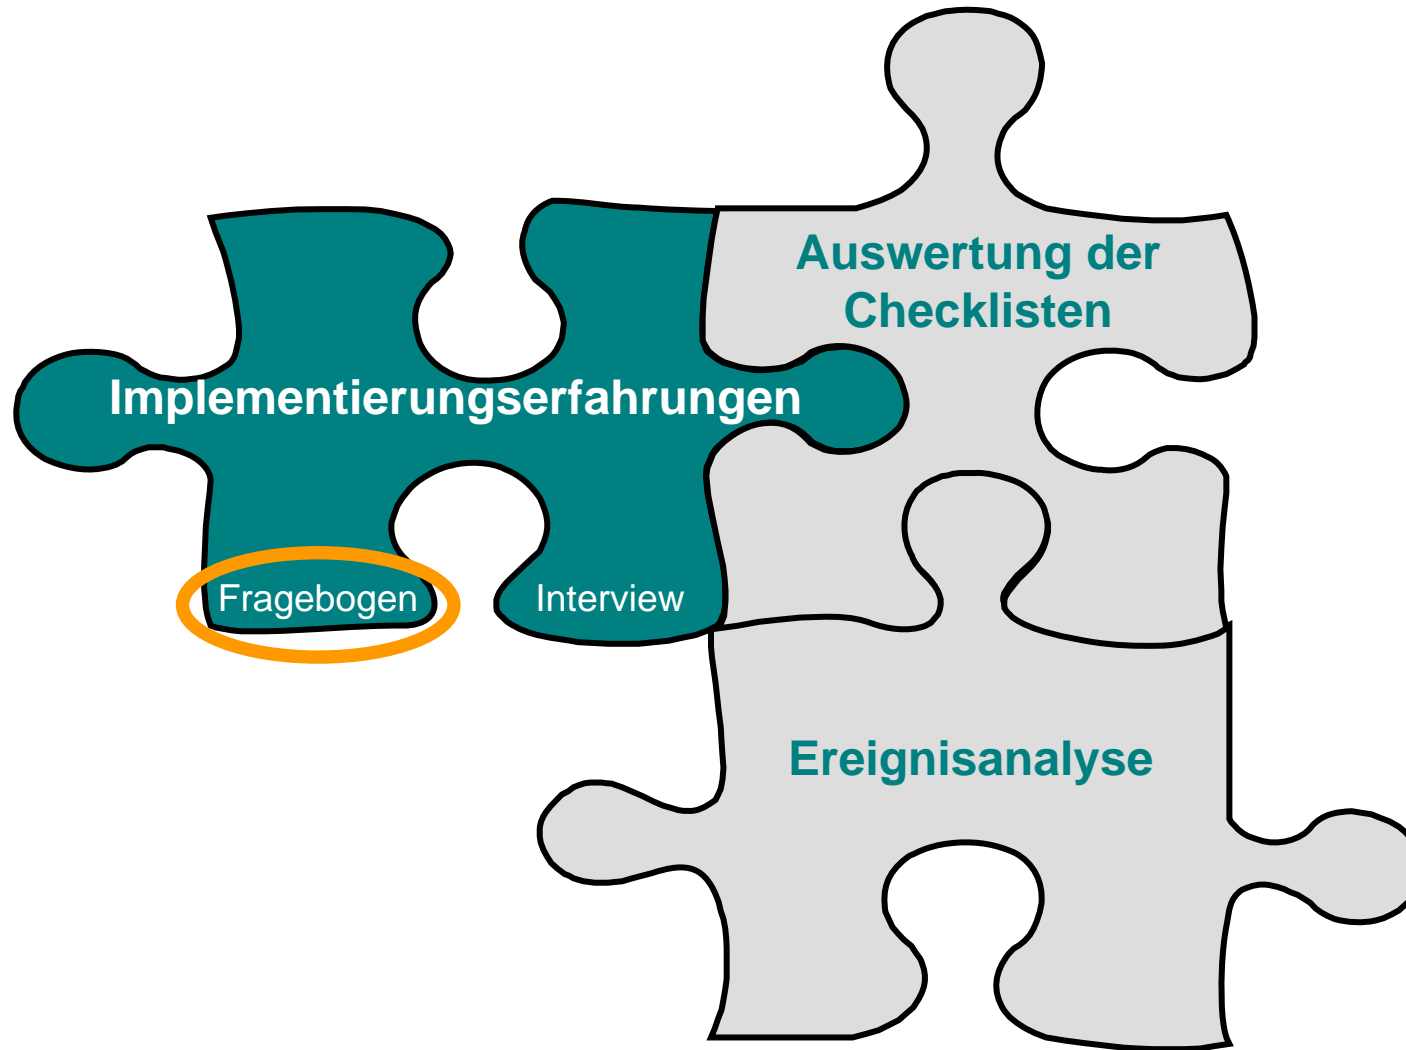 Auswertung der
Checklisten
Implementierungserfahrungen
Fragebogen
Interview
Ereignisanalyse